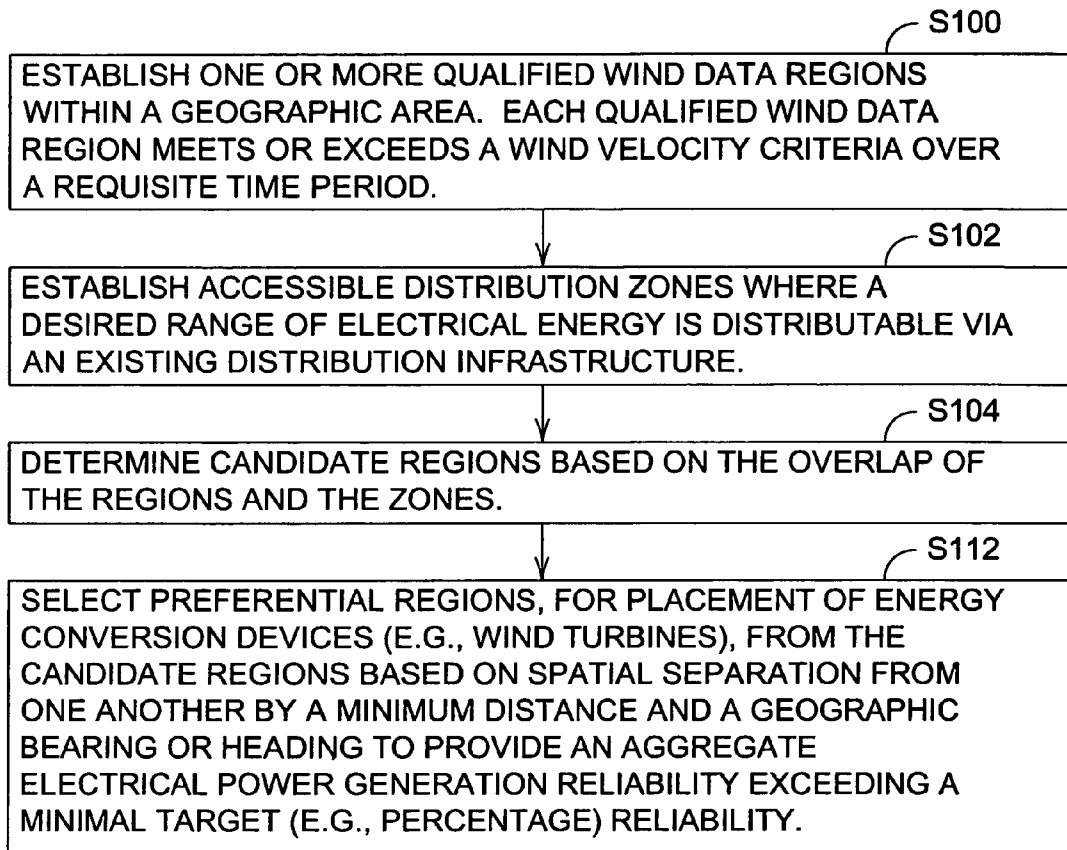 S100
ESTABLISH ONE OR MORE QUALIFIED WIND DATA REGIONS
WITHIN A GEOGRAPHIC AREA. EACH QUALIFIED WIND DATA
REGION MEETS OR EXCEEDS A WIND VELOCITY CRITERIA OVER
A REQUISITE TIME PERIOD.
S102
ESTABLISH ACCESSIBLE DISTRIBUTION ZONES WHERE A
DESIRED RANGE OF ELECTRICAL ENERGY IS DISTRIBUTABLE VIA
AN EXISTING DISTRIBUTION INFRASTRUCTURE.
S104
DETERMINE CANDIDATE REGIONS BASED ON THE OVERLAP OF
THE REGIONS AND THE ZONES.
S112
SELECT PREFERENTIAL REGIONS, FOR PLACEMENT OF ENERGY
CONVERSION DEVICES (E.G., WIND TURBINES), FROM THE
CANDIDATE REGIONS BASED ON SPATIAL SEPARATION FROM
ONE ANOTHER BY A MINIMUM DISTANCE AND A GEOGRAPHIC
BEARING OR HEADING TO PROVIDE AN AGGREGATE
ELECTRICAL POWER GENERATION RELIABILITY EXCEEDING A
MINIMAL TARGET (E.G., PERCENTAGE) RELIABILITY.